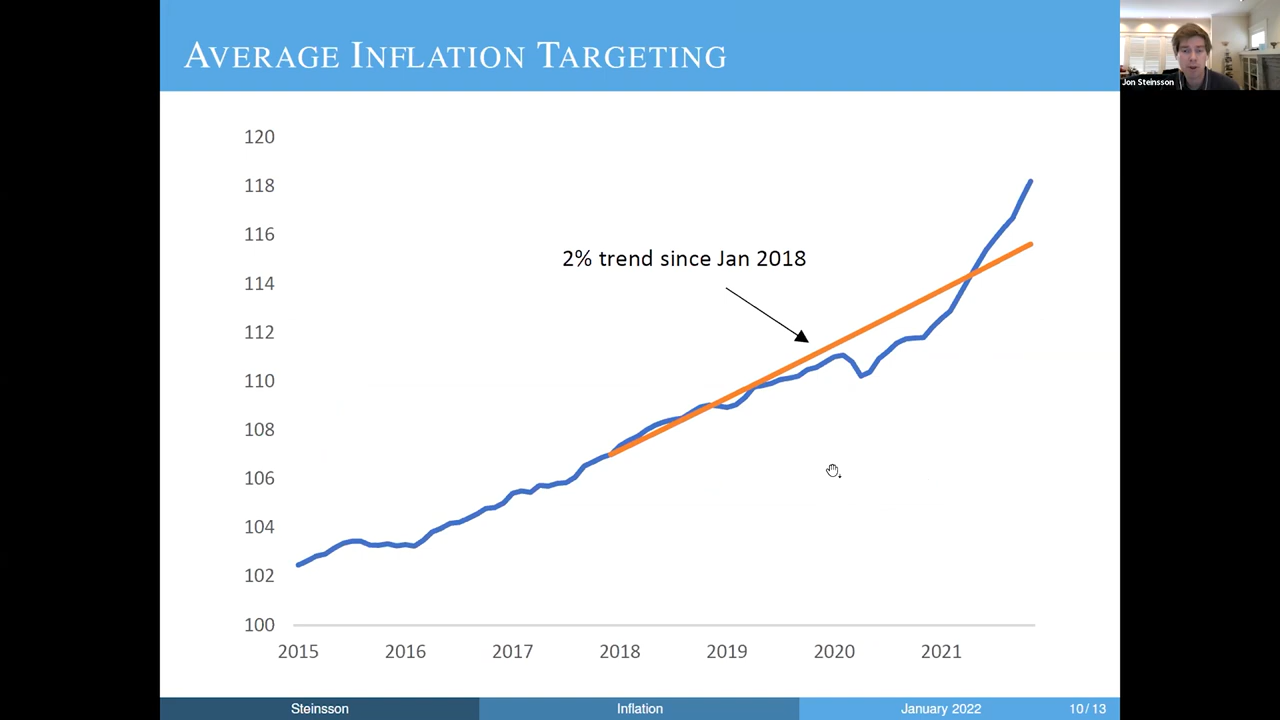 AVERAGE INFLATION TARGETING
Jon Steinsson
120
118
116
2% trend since Jan 2018
114
112
110
108
106
104
102
100
2015 2016 2017 2018 2019 2020 2021
Steinsson Inflation January 2022 10 / 13